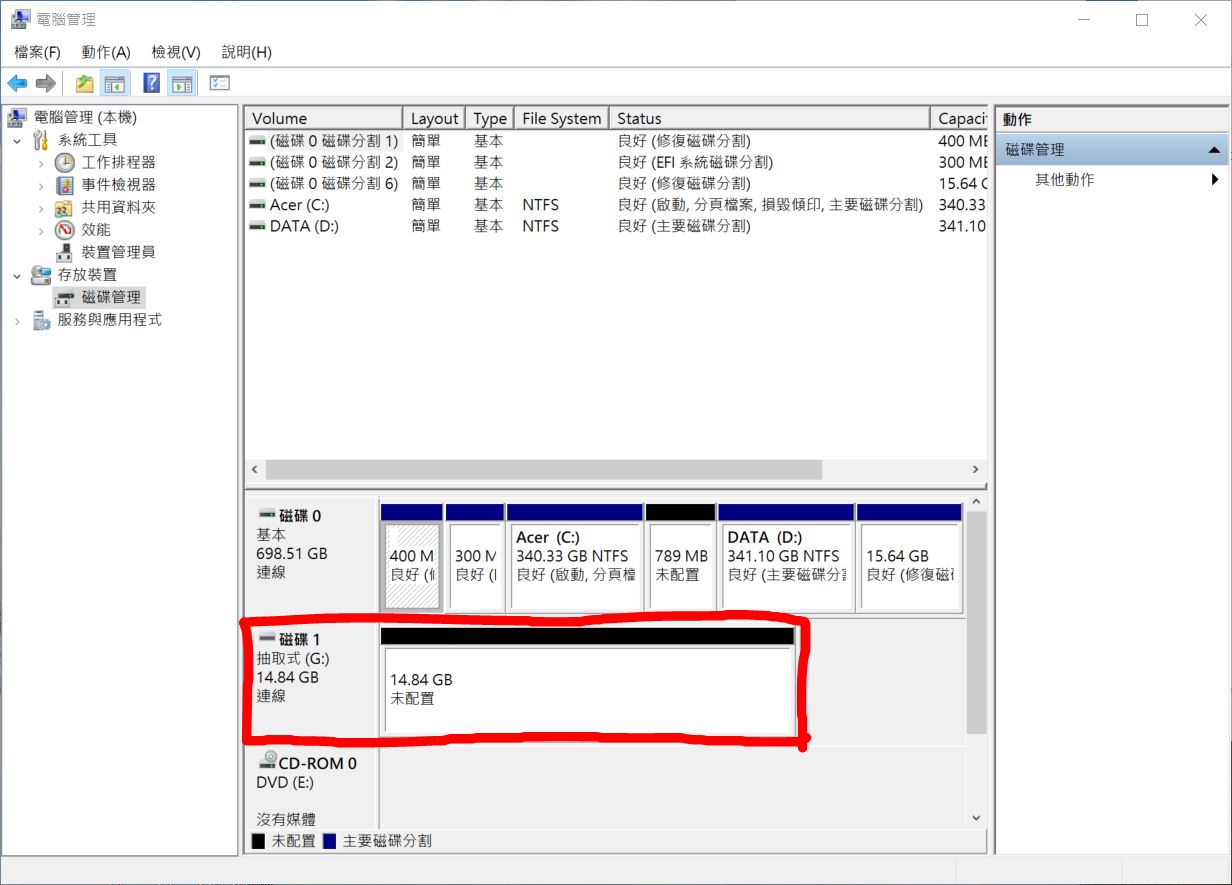 電腦管理
檔案(F) 動作(A) 檢視(V) 說明(H)
電腦管理 (本機)
系統工具
工作排程器
事件檢視器
共用資料夾
效能
裝置管理員
存放裝置
磁碟管理
服務與應用程式
Volume Layout Type File System Status Capacit
(磁碟 0 磁碟分割 1) 簡單 基本 良好 (修復磁碟分割) 400 MB
(磁碟 0 磁碟分割 2) 簡單 基本 良好 (EFI 系統磁碟分割) 300 MB
(磁碟 0 磁碟分割 6) 簡單 基本 良好 (修復磁碟分割) 15.64 G
Acer (C:) 簡單 基本 NTFS 良好 (啟動, 分頁檔案, 損毀傾印, 主要磁碟分割) 340.33
DATA (D:) 簡單 基本 NTFS 良好 (主要磁碟分割) 341.10
動作
磁碟管理
其他動作
磁碟 0
基本
698.51 GB
連線
400 M
良好 (
300 M
良好 (
Acer (C:)
340.33 GB NTFS
良好 (啟動, 分頁檔
789 MB
未配置
DATA (D:)
341.10 GB NTFS
良好 (主要磁碟分
15.64 GB
良好 (修復磁
磁碟 1
抽取式 (G:)
14.84 GB
連線
14.84 GB
未配置
CD-ROM 0
DVD (E:)
沒有媒體
未配置 主要磁碟分割